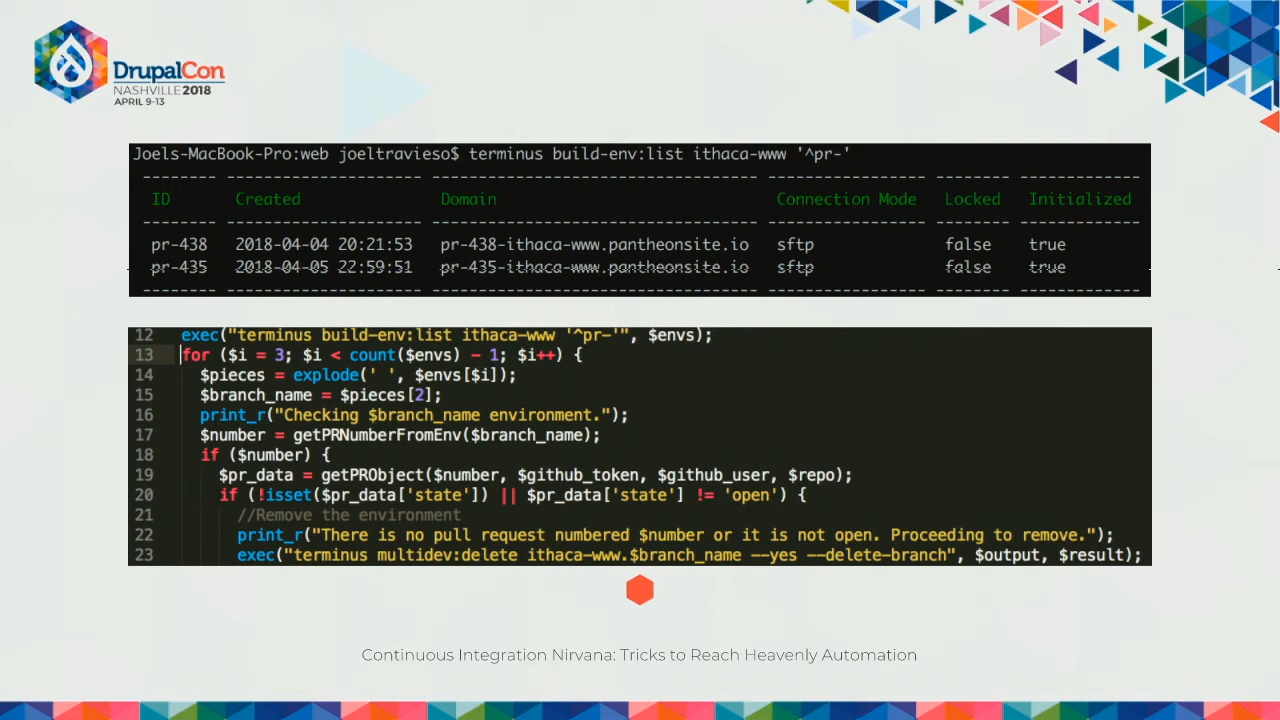 DrupalCon
NASHVILLE 2018
APRIL 9-13
Joels-MacBook-Pro:web joeltravieso$ terminus build-env:list ithaca-www '^pr-'
-------- --------------------- ----------------------------------- ---------------- -------- -------------
ID Created Domain Connection Mode Locked Initialized
-------- --------------------- ----------------------------------- ---------------- -------- -------------
pr-438 2018-04-04 20:21:53 pr-438-ithaca-www.pantheonsite.io sftp false true
pr-435 2018-04-05 22:59:51 pr-435-ithaca-www.pantheonsite.io sftp false true
-------- --------------------- ----------------------------------- ---------------- -------- -------------
12 exec("terminus build-env:list ithaca-www '^pr-'", $envs);
13 for ($i = 3; $i < count($envs) - 1; $i++) {
14 $pieces = explode(' ', $envs[$i]);
15 $branch_name = $pieces[2];
16 print_r("Checking $branch_name environment.");
17 $number = getPRNumberFromEnv($branch_name);
18 if ($number) {
19 $pr_data = getPRObject($number, $github_token, $github_user, $repo);
20 if (!isset($pr_data['state']) || $pr_data['state'] != 'open') {
21 //Remove the environment
22 print_r("There is no pull request numbered $number or it is not open. Proceeding to remove.");
23 exec("terminus multidev:delete ithaca-www.$branch_name --yes --delete-branch", $output, $result);
Continuous Integration Nirvana: Tricks to Reach Heavenly Automation